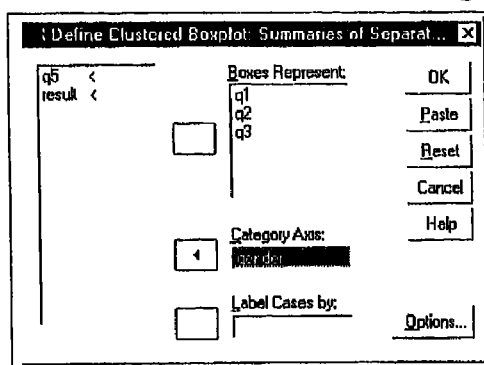 Define Clustered Boxplot: Summaries of Separat...
q5 <
result <
Boxes Represent:
q1
q2
q3
Category Axis:
Label Cases by:
OK
Paste
Reset
Cancel
Help
Options...